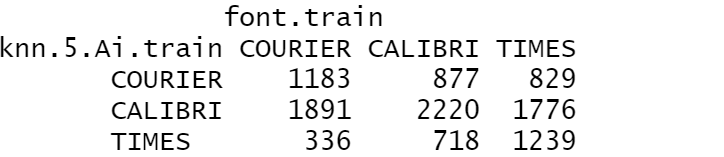 font.train
knn.5.Ai.train COURIER CALIBRI TIMES
COURIER 1183 877 829
CALIBRI 1891 2220 1776
TIMES 336 718 1239